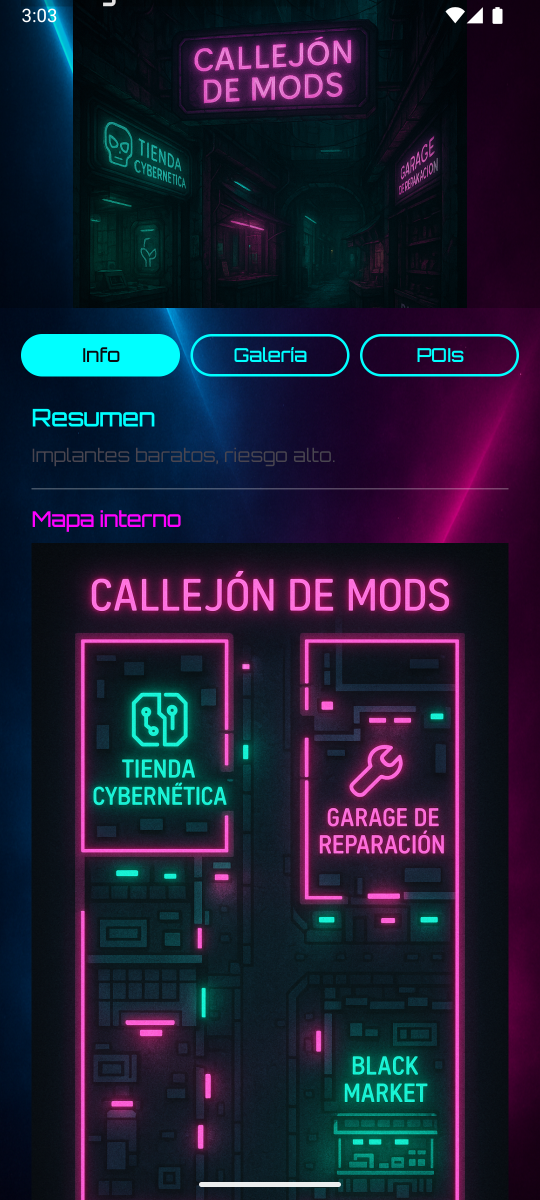 3:03
CALLEJÓN
DE MODS
TIENDA
CYBERNÉTICA
GARAGE
DE REPARACIÓN
Info
Galería
POIs
Resumen
Implantes baratos, riesgo alto.
Mapa interno
CALLEJÓN DE MODS
TIENDA
CYBERNÉTICA
GARAGE DE
REPARACIÓN
BLACK
MARKET